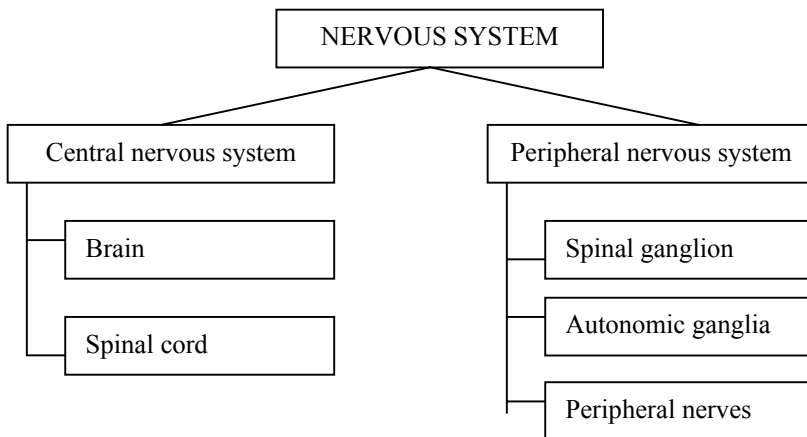 NERVOUS SYSTEM
Central nervous system
Peripheral nervous system
Brain
Spinal cord
Spinal ganglion
Autonomic ganglia
Peripheral nerves